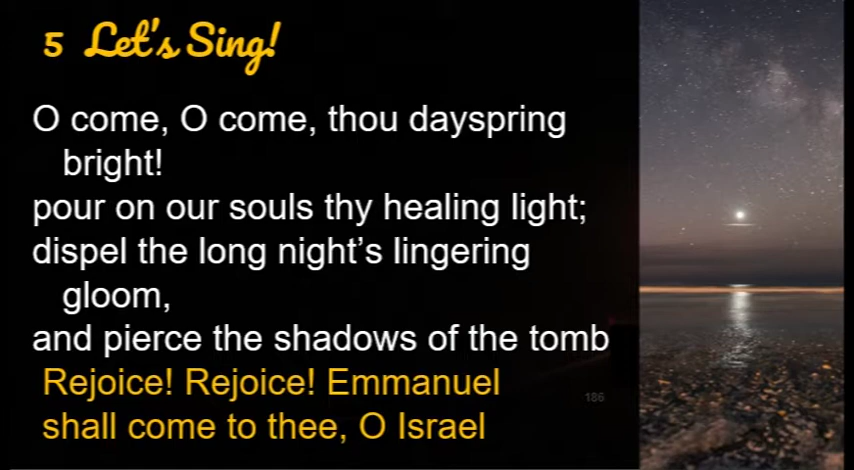 5 Let's Sing!
O come, O come, thou dayspring
bright!
pour on our souls thy healing light;
dispel the long night's lingering
gloom,
and pierce the shadows of the tomb
Rejoice! Rejoice! Emmanuel
186
shall come to thee, O Israel